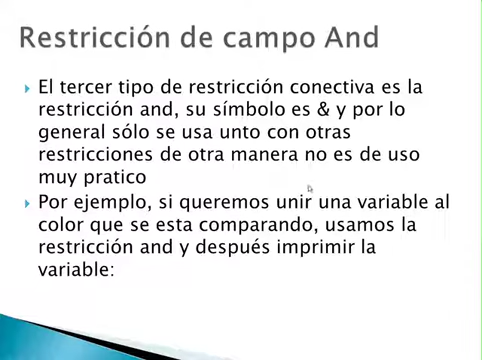 Restricción de campo And
El tercer tipo de restricción conectiva es la
restricción and, su símbolo es & y por lo
general sólo se usa unto con otras
restricciones de otra manera no es de uso
muy pratico
Por ejemplo, si queremos unir una variable al
color que se esta comparando, usamos la
restricción and y después imprimir la
variable: